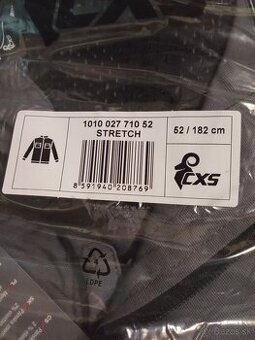 1010 027 710 52
STRETCH
52 / 182 cm
8 591940 208769
CXS
LDPE